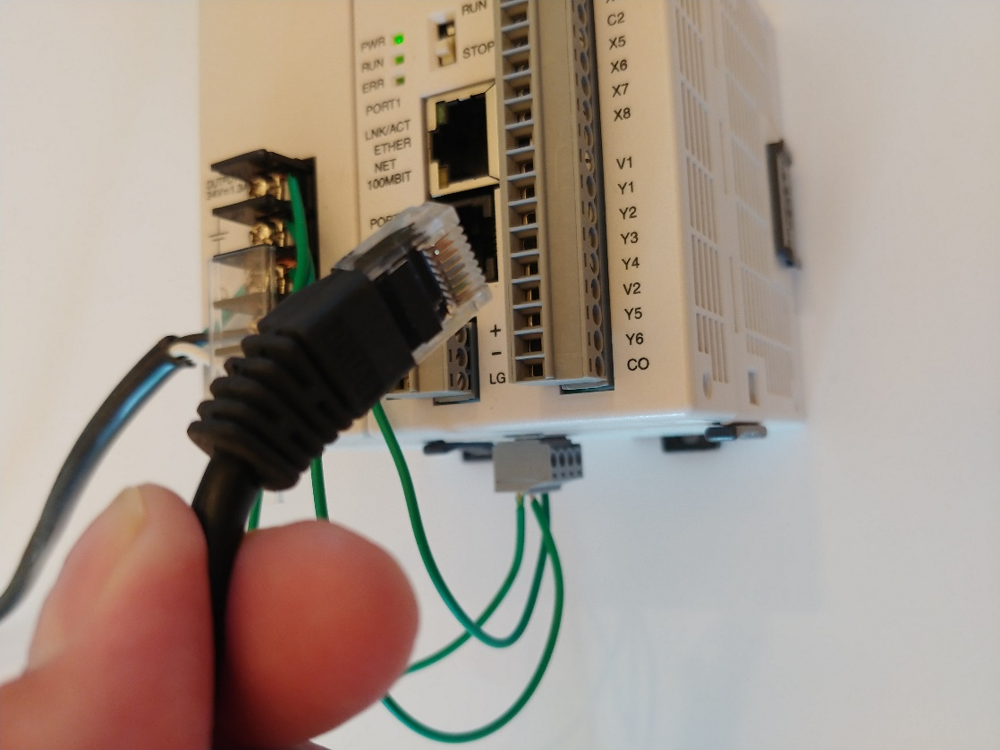 RUN
STOP
PWR
RUN
ERR
PORT1
LNK/ACT
ETHER
NET
100MBIT
+
−
LG
C2
X5
X6
X7
X8
V1
Y1
Y2
Y3
Y4
V2
Y5
Y6
CO